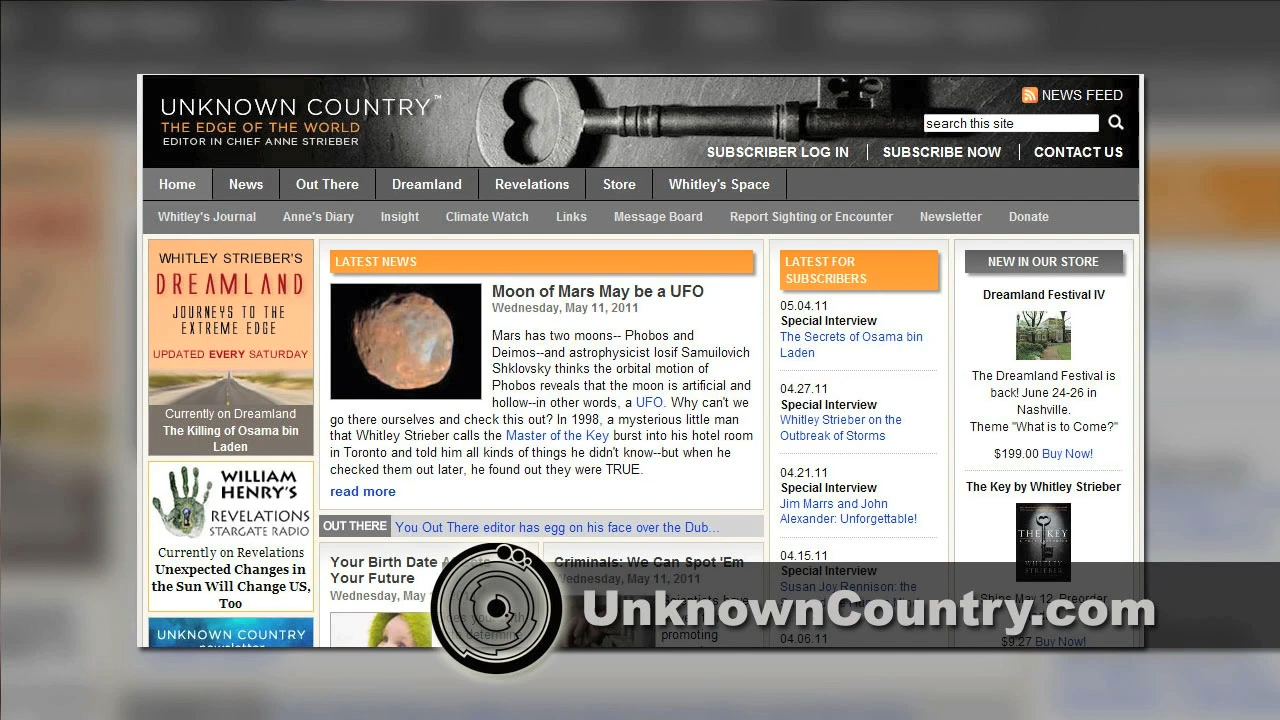 UNKNOWN COUNTRY™
THE EDGE OF THE WORLD
EDITOR IN CHIEF ANNE STRIEBER
NEWS FEED
search this site
SUBSCRIBER LOG IN
SUBSCRIBE NOW
CONTACT US
Home
News
Out There
Dreamland
Revelations
Store
Whitley's Space
Whitley's Journal
Anne's Diary
Insight
Climate Watch
Links
Message Board
Report Sighting or Encounter
Newsletter
Donate
WHITLEY STRIEBER'S
DREAMLAND
JOURNEYS TO THE
EXTREME EDGE
UPDATED EVERY SATURDAY
Currently on Dreamland
The Killing of Osama bin
Laden
WILLIAM
HENRY'S
REVELATIONS
STARGATE RADIO
Currently on Revelations
Unexpected Changes in
the Sun Will Change US,
Too
UNKNOWN COUNTRY
newsletter
LATEST NEWS
Moon of Mars May be a UFO
Wednesday, May 11, 2011
Mars has two moons-- Phobos and
Deimos--and astrophysicist Iosif Samuilovich
Shklovsky thinks the orbital motion of
Phobos reveals that the moon is artificial and
hollow--in other words, a UFO. Why can't we
go there ourselves and check this out? In 1998, a mysterious little man
that Whitley Strieber calls the Master of the Key burst into his hotel room
in Toronto and told him all kinds of things he didn't know--but when he
checked them out later, he found out they were TRUE.
read more
OUT THERE
You Out There editor has egg on his face over the Dub...
Your Birth Date
Your Future
Wednesday, May
Criminals: We Can Spot 'Em
Wednesday, May 11, 2011
promoting
LATEST FOR
SUBSCRIBERS
05.04.11
Special Interview
The Secrets of Osama bin
Laden
04.27.11
Special Interview
Whitley Strieber on the
Outbreak of Storms
04.21.11
Special Interview
Jim Marrs and John
Alexander: Unforgettable!
04.15.11
Special Interview
Susan Joy Rennison: the
04.06.11
NEW IN OUR STORE
Dreamland Festival IV
The Dreamland Festival is
back! June 24-26 in
Nashville.
Theme "What is to Come?"
$199.00 Buy Now!
The Key by Whitley Strieber
THE KEY
WHITLEY
STRIEBER
Ships May 12. Preorder
$9.27 Buy Now!
UnknownCountry.com